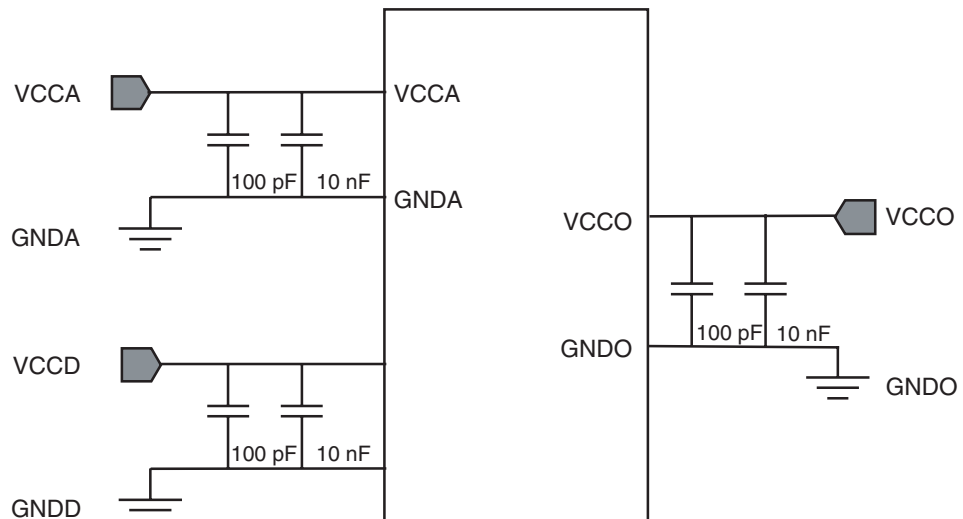 VCCA
VCCA
100 pF 10 nF
GNDA
GNDA
VCCO
VCCO
100 pF 10 nF
GNDO
GNDO
VCCD
100 pF 10 nF
GNDD